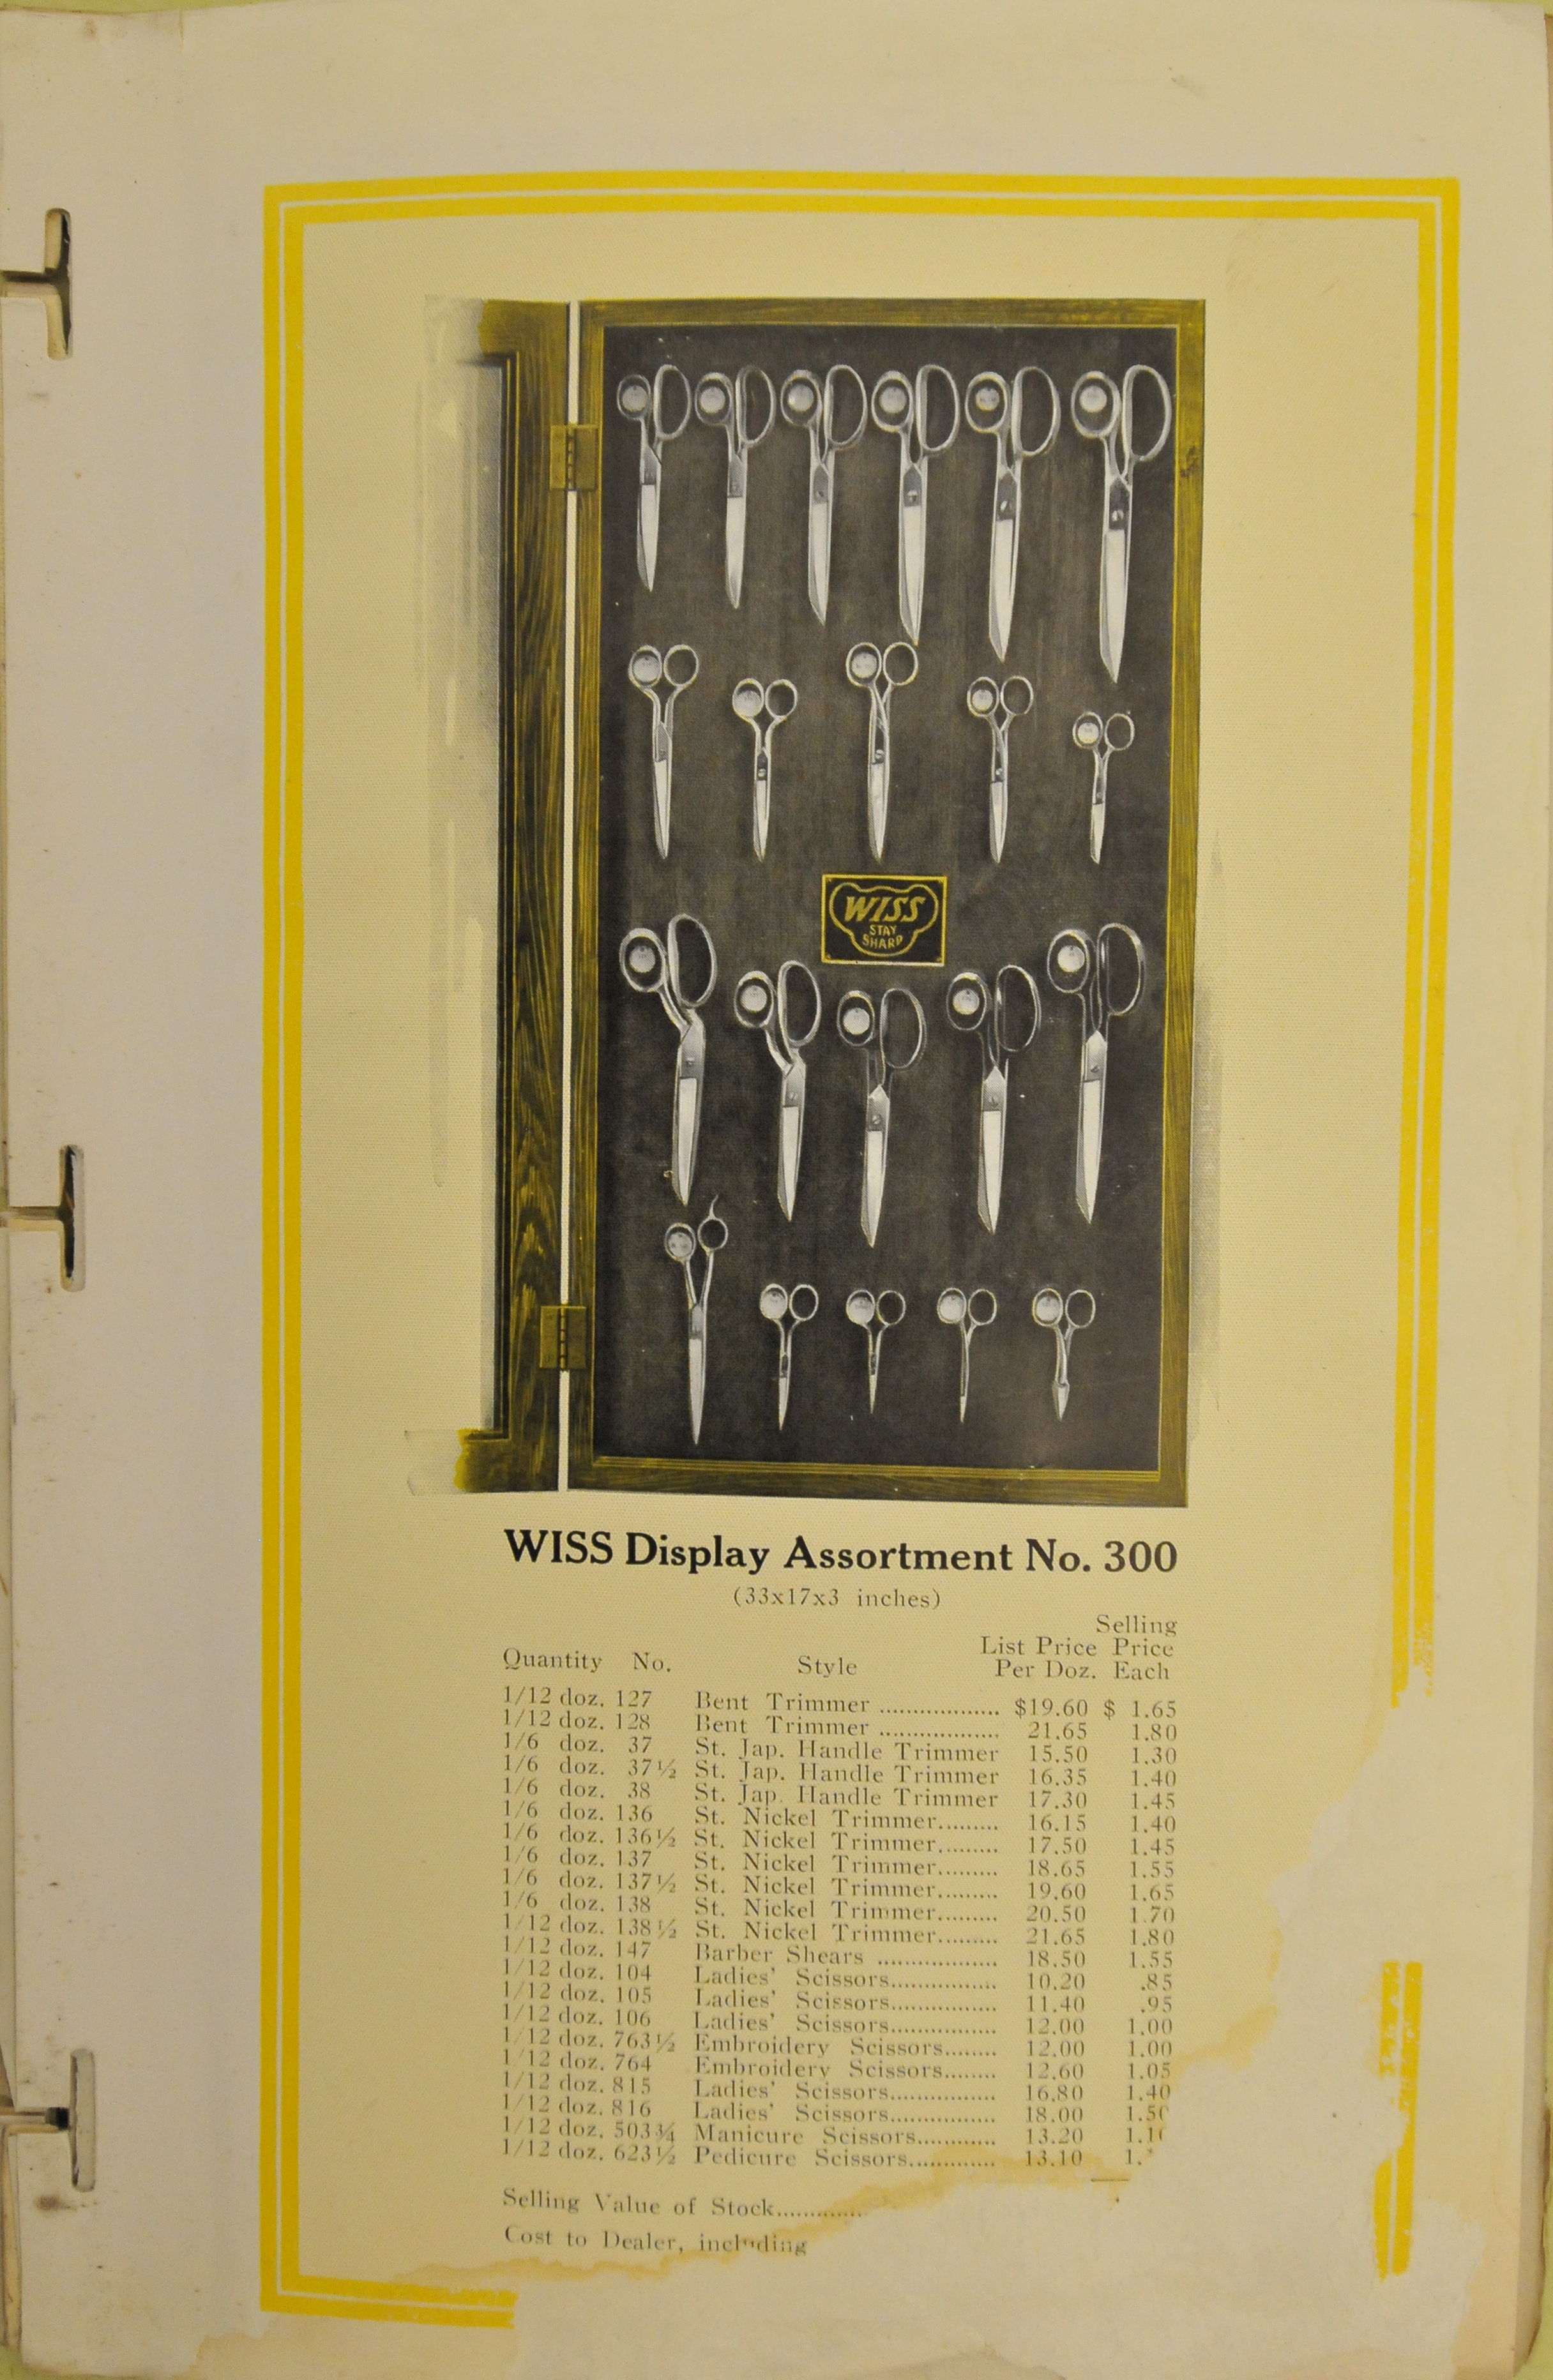 WISS
STAY
SHARP
WISS Display Assortment No. 300
(33x17x3 inches)
Quantity No. Style List Price Per Doz. Selling Price Each
1/12 doz. 127 Bent Trimmer ................... $19.60 $ 1.65
1/12 doz. 128 Bent Trimmer ................... 21.65 1.80
1/6 doz. 37 St. Jap. Handle Trimmer 15.50 1.30
1/6 doz. 37½ St. Jap. Handle Trimmer 16.35 1.40
1/6 doz. 38 St. Jap. Handle Trimmer 17.30 1.45
1/6 doz. 136 St. Nickel Trimmer......... 16.15 1.40
1/6 doz. 136½ St. Nickel Trimmer......... 17.50 1.45
1/6 doz. 137 St. Nickel Trimmer......... 18.65 1.55
1/6 doz. 137½ St. Nickel Trimmer......... 19.60 1.65
1/6 doz. 138 St. Nickel Trimmer......... 20.50 1.70
1/12 doz. 138½ St. Nickel Trimmer......... 21.65 1.80
1/12 doz. 147 Barber Shears ................... 18.50 1.55
1/12 doz. 104 Ladies' Scissors................. 10.20 .85
1/12 doz. 105 Ladies' Scissors................. 11.40 .95
1/12 doz. 106 Ladies' Scissors................. 12.00 1.00
1/12 doz. 763½ Embroidery Scissors........ 12.00 1.00
1/12 doz. 764 Embroidery Scissors........ 12.60 1.05
1/12 doz. 815 Ladies' Scissors................. 16.80 1.40
1/12 doz. 816 Ladies' Scissors................. 18.00 1.50
1/12 doz. 503¾ Manicure Scissors............ 13.20 1.10
1/12 doz. 623½ Pedicure Scissors............. 13.10
Selling Value of Stock.............
Cost to Dealer, including